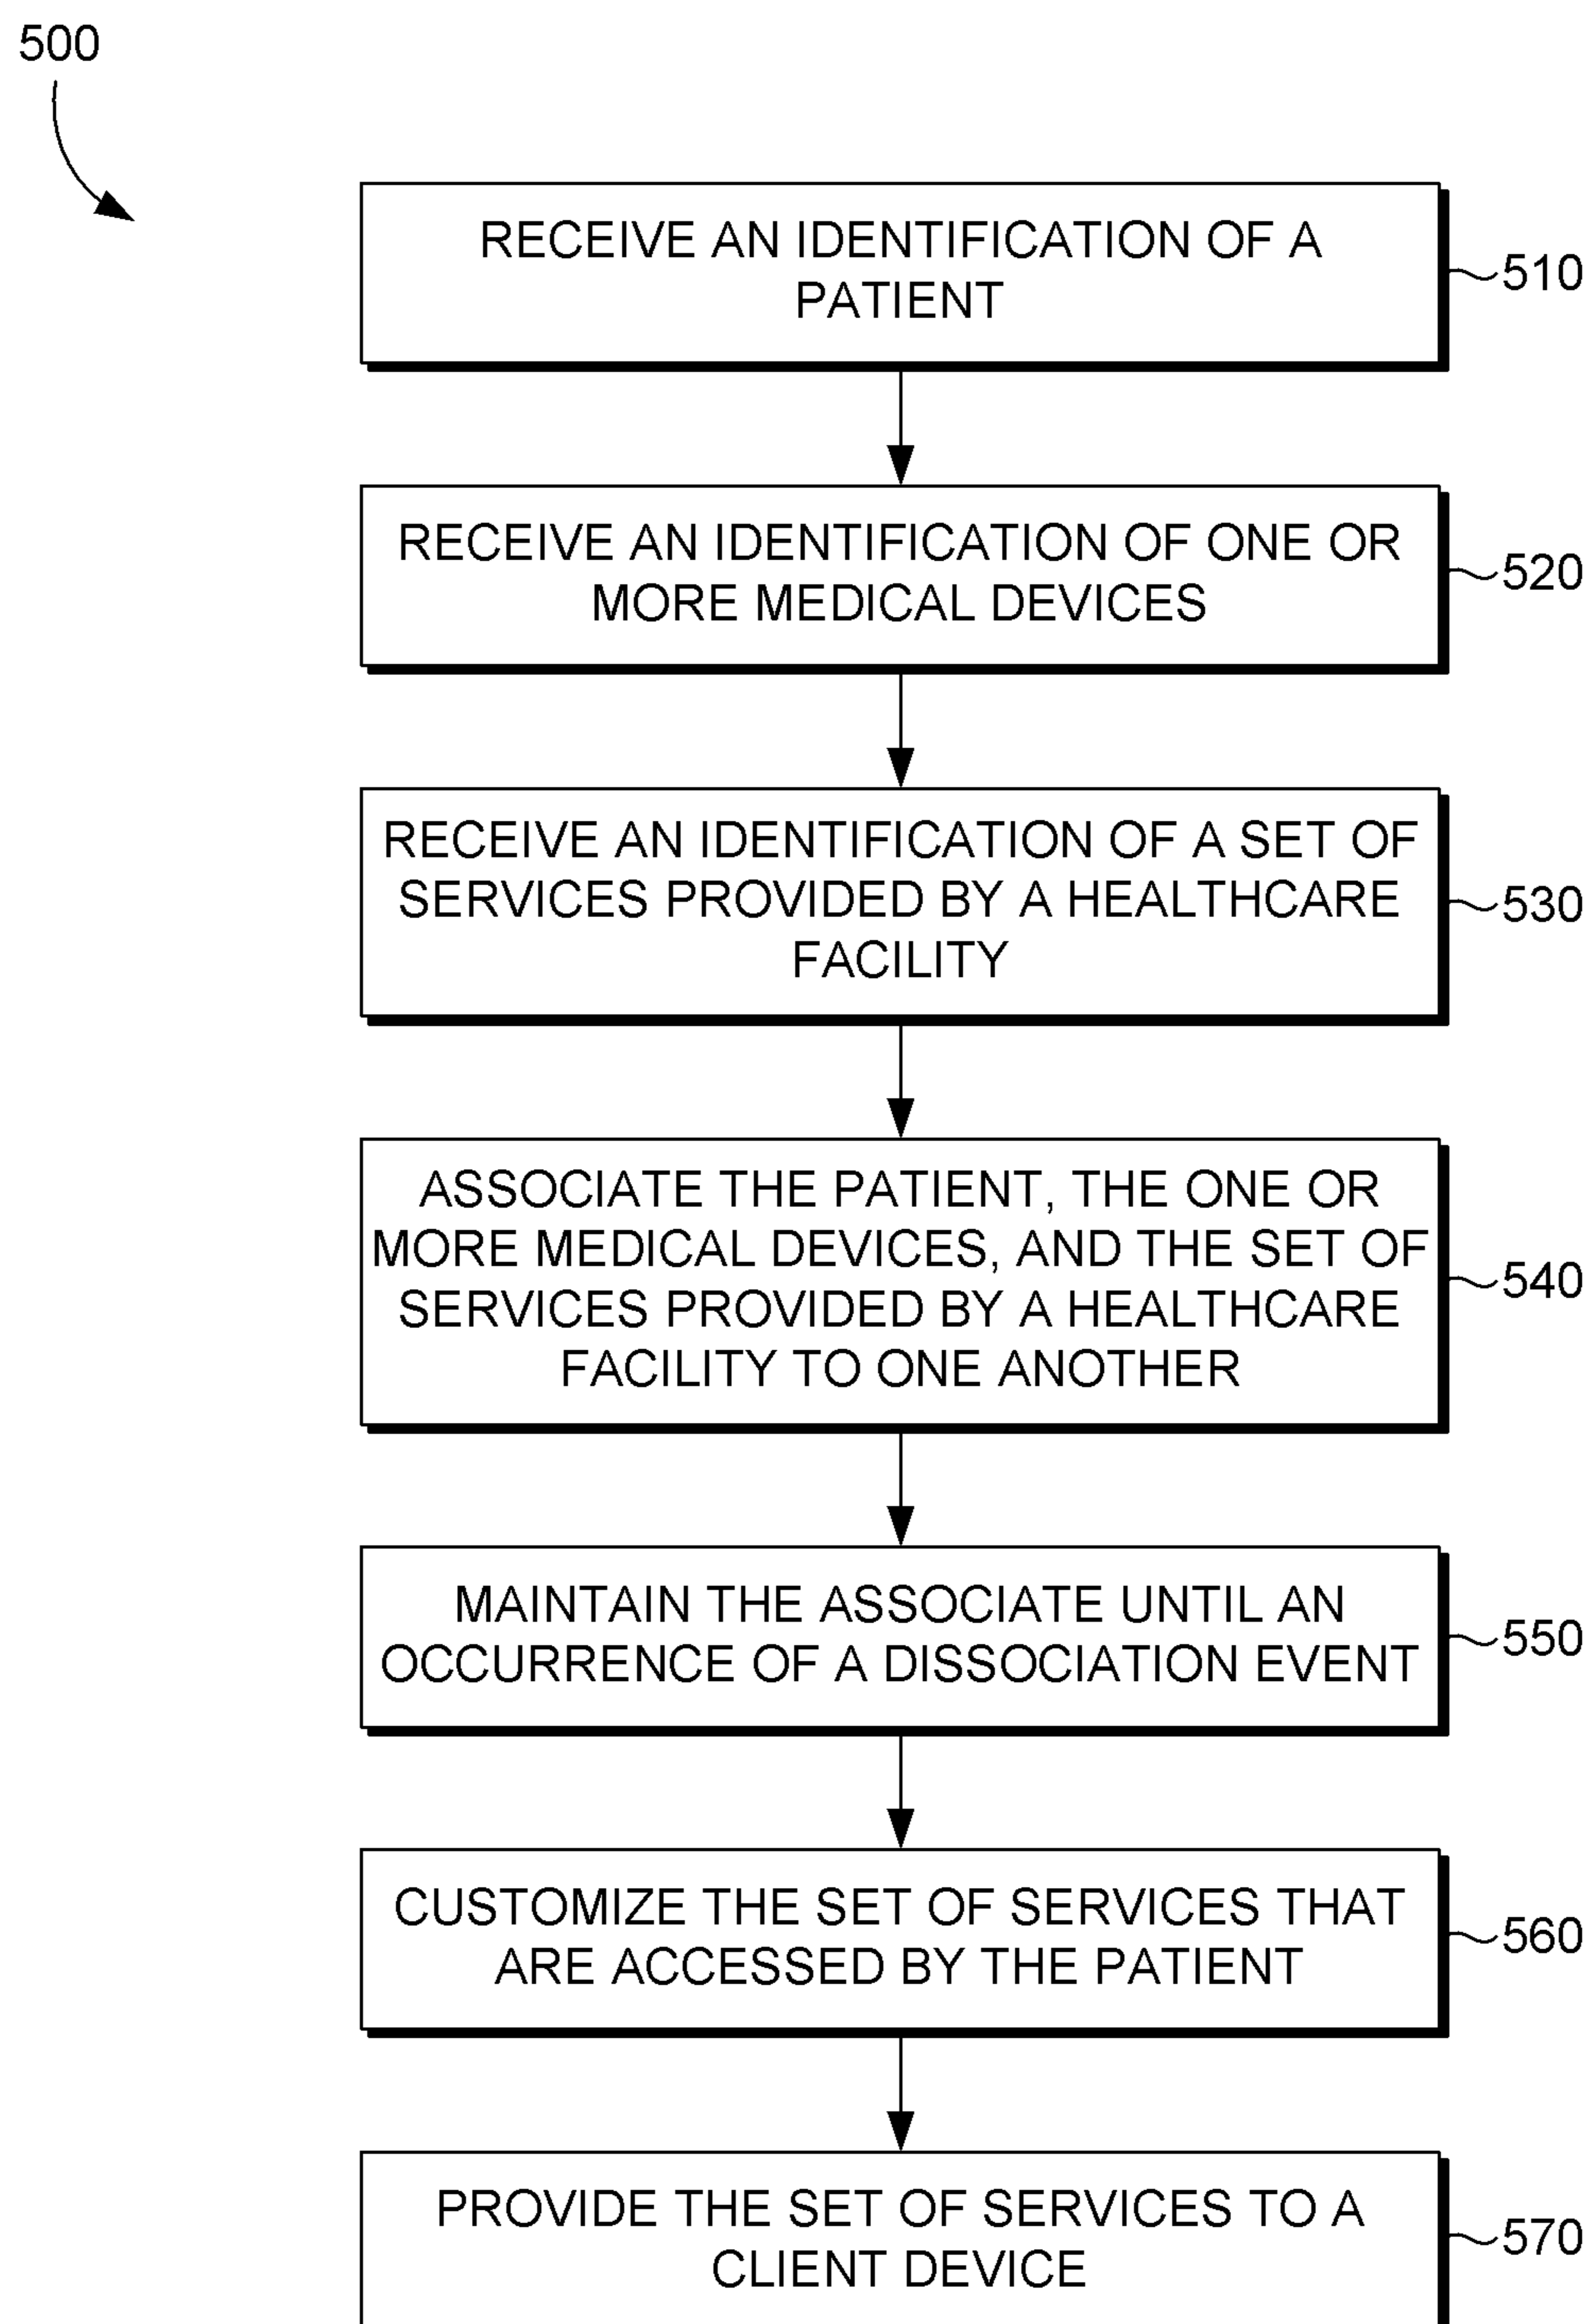 500
RECEIVE AN IDENTIFICATION OF A
PATIENT
510
RECEIVE AN IDENTIFICATION OF ONE OR
MORE MEDICAL DEVICES
520
RECEIVE AN IDENTIFICATION OF A SET OF
SERVICES PROVIDED BY A HEALTHCARE
FACILITY
530
ASSOCIATE THE PATIENT, THE ONE OR
MORE MEDICAL DEVICES, AND THE SET OF
SERVICES PROVIDED BY A HEALTHCARE
FACILITY TO ONE ANOTHER
540
MAINTAIN THE ASSOCIATE UNTIL AN
OCCURRENCE OF A DISSOCIATION EVENT
550
CUSTOMIZE THE SET OF SERVICES THAT
ARE ACCESSED BY THE PATIENT
560
PROVIDE THE SET OF SERVICES TO A
CLIENT DEVICE
570